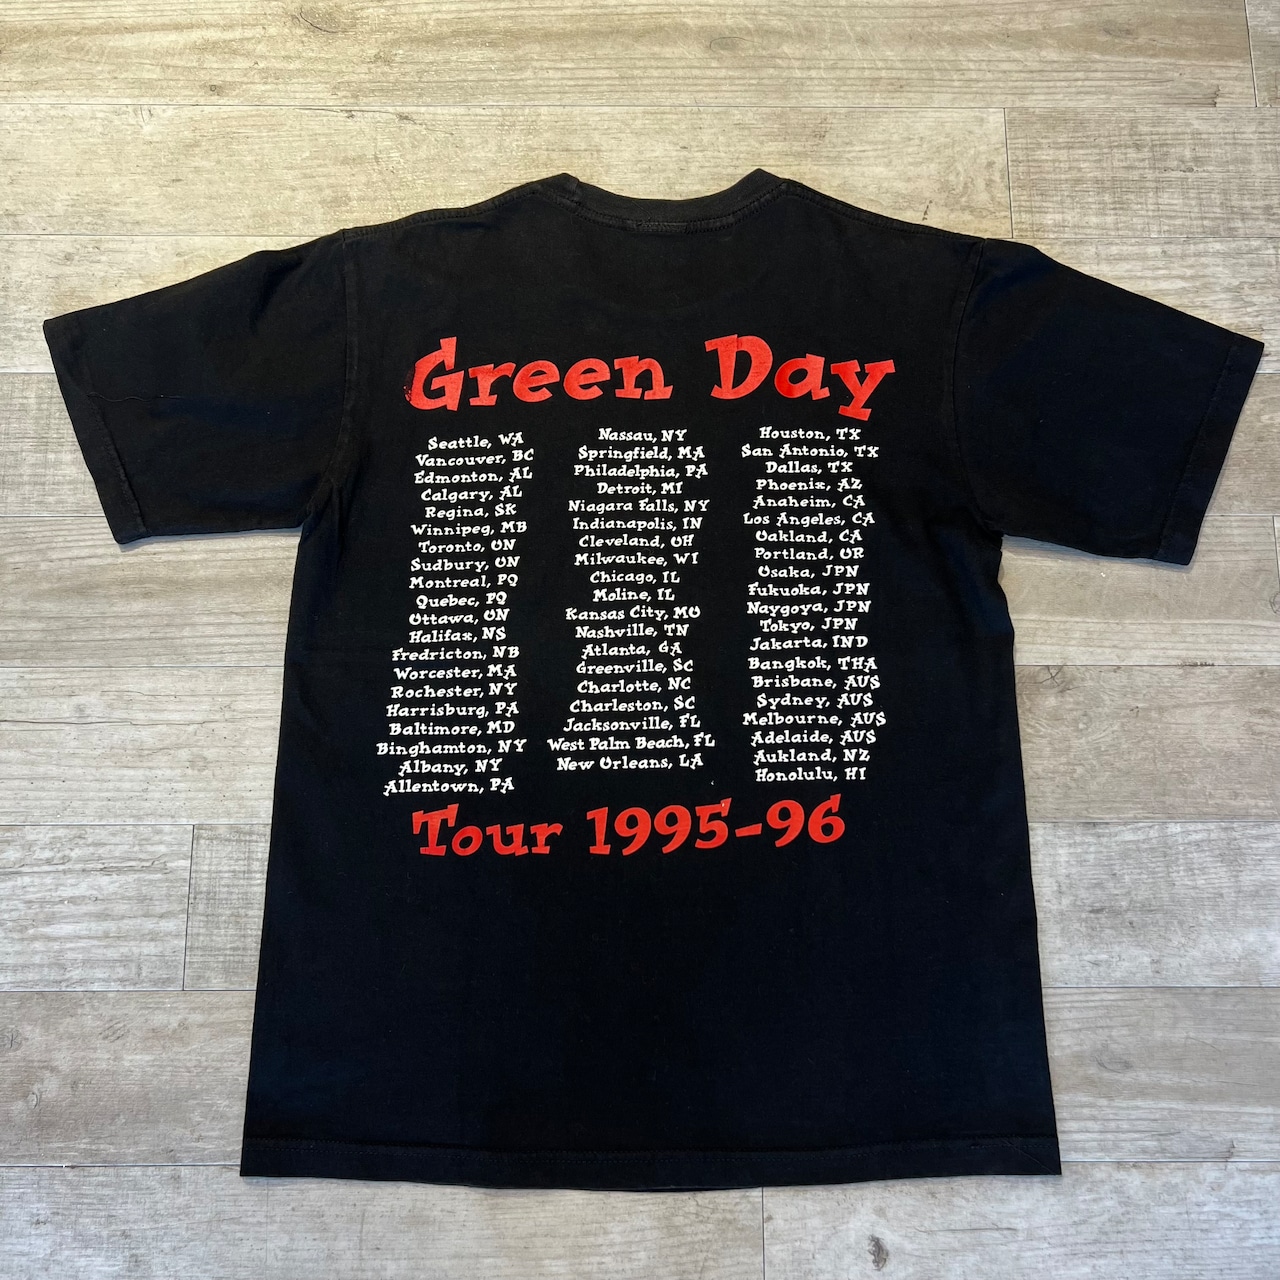 Green Day
Seattle, WA
Vancouver, BC
Edmonton, AL
Calgary, AL
Regina, SK
Winnipeg, MB
Toronto, ON
Sudbury, ON
Montreal, PQ
Quebec, PQ
Ottawa, ON
Halifax, NS
Fredricton, NB
Worcester, MA
Rochester, NY
Harrisburg, PA
Baltimore, MD
Binghamton, NY
Albany, NY
Allentown, PA
Nassau, NY
Springfield, MA
Philadelphia, PA
Detroit, MI
Niagara Falls, NY
Indianapolis, IN
Cleveland, OH
Milwaukee, WI
Chicago, IL
Moline, IL
Kansas City, MO
Nashville, TN
Atlanta, GA
Greenville, SC
Charlotte, NC
Charleston, SC
Jacksonville, FL
West Palm Beach, FL
New Orleans, LA
Houston, TX
San Antonio, TX
Dallas, TX
Phoenix, AZ
Anaheim, CA
Los Angeles, CA
Oakland, CA
Portland, OR
Osaka, JPN
Fukuoka, JPN
Naygoya, JPN
Tokyo, JPN
Jakarta, IND
Bangkok, THA
Brisbane, AUS
Sydney, AUS
Melbourne, AUS
Adelaide, AUS
Aukland, NZ
Honolulu, HI
Tour 1995-96